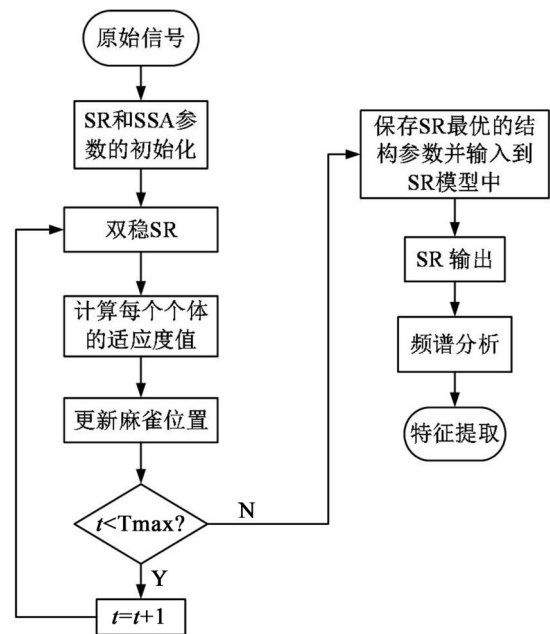 原始信号
SR和SSA参
数的初始化
双稳SR
计算每个个体
的适应度值
更新麻雀位置
t<Tmax?
N
Y
t=t+1
保存SR最优的结
构参数并输入到
SR模型中
SR 输出
频谱分析
特征提取